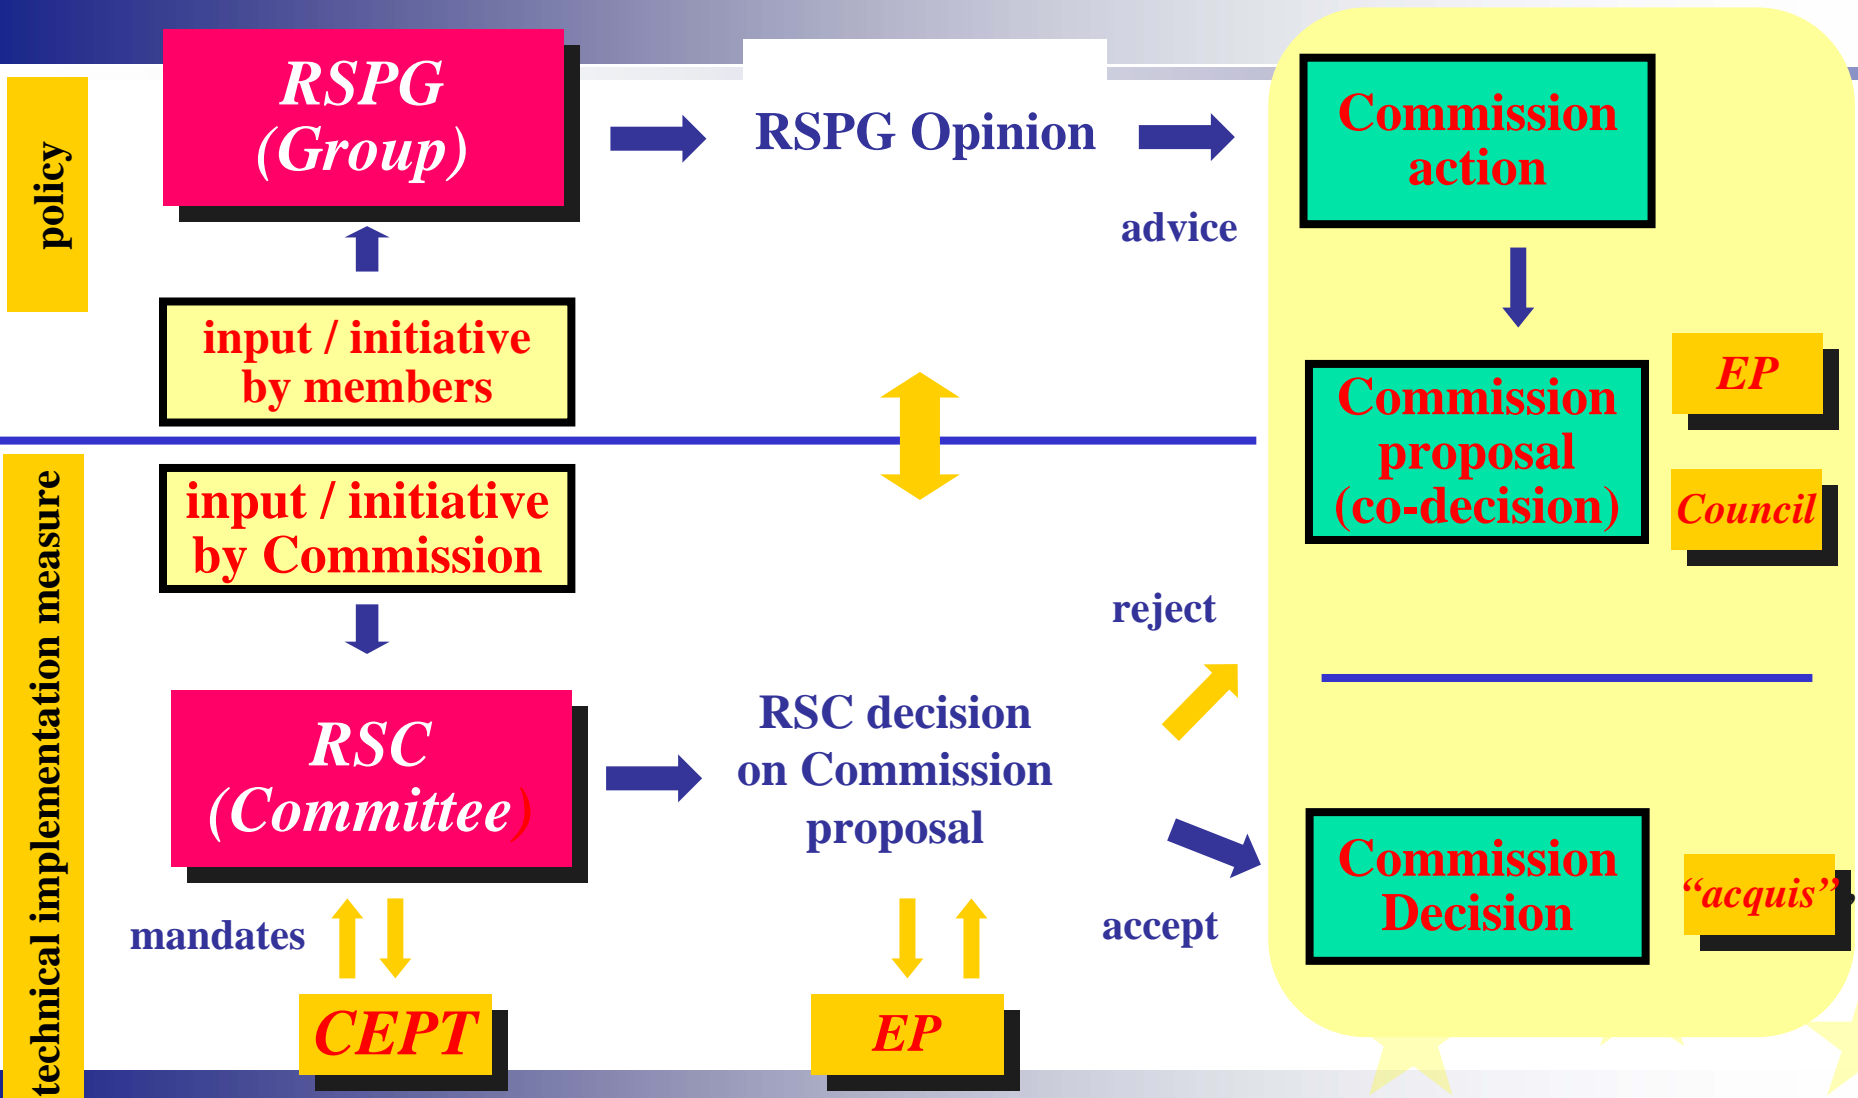 policy
RSPG
(Group)
RSPG Opinion
advice
Commission
action
input / initiative
by members
Commission
proposal
(co-decision)
EP
Council
technical implementation measure
input / initiative
by Commission
reject
RSC
(Committee)
RSC decision
on Commission
proposal
mandates
accept
Commission
Decision
“acquis”
CEPT
EP